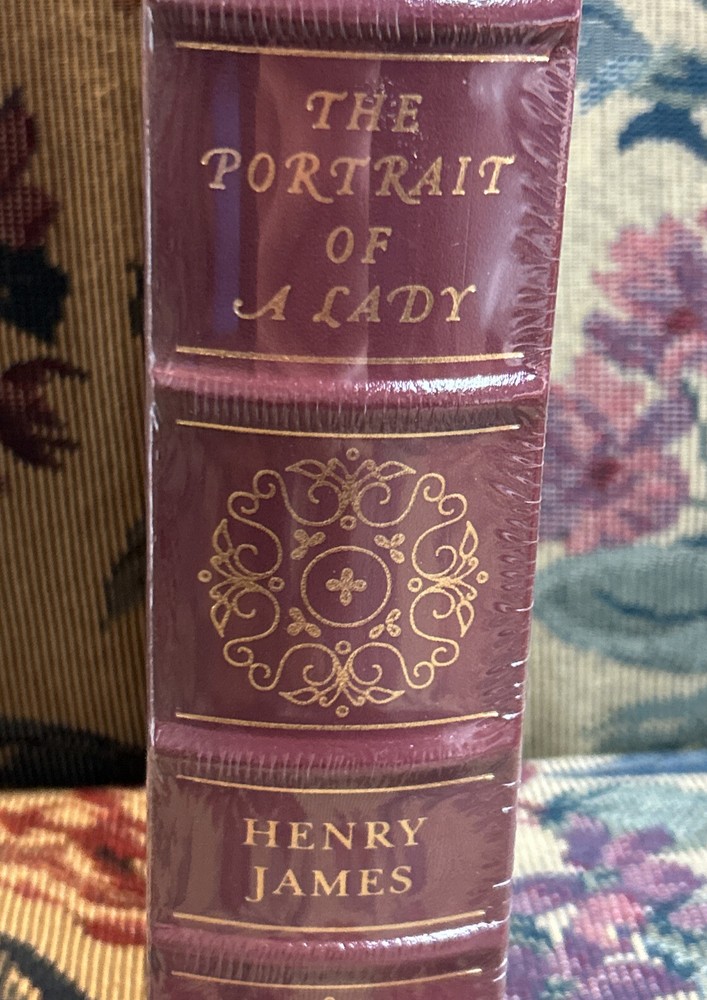 THE
PORTRAIT
OF
A LADY
HENRY
JAMES